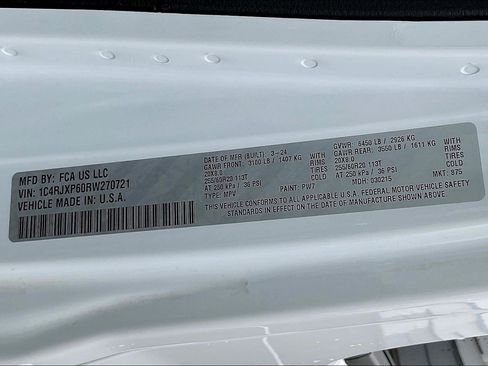 MFD BY: FCA US LLC
VIN: 1C4RJXP60RW270721
VEHICLE MADE IN: U.S.A.
DATE OF MFR (BUILT): 3-24
GAWR FRONT: 3100 LB / 1407 KG WITH
20X8.0 RIMS
255/60R20 113T TIRES
AT 250 kPa / 36 PSI COLD
TYPE: MPV PAINT: PW7
GVWR: 6450 LB / 2926 KG
GAWR REAR: 3550 LB / 1611 KG WITH
20X8.0 RIMS
255/60R20 113T TIRES
AT 250 kPa / 36 PSI COLD
MDH: 030215 MKT: 875
THIS VEHICLE CONFORMS TO ALL APPLICABLE U.S.A. FEDERAL MOTOR VEHICLE SAFETY
STANDARDS IN EFFECT ON THE DATE OF MANUFACTURE SHOWN ABOVE.